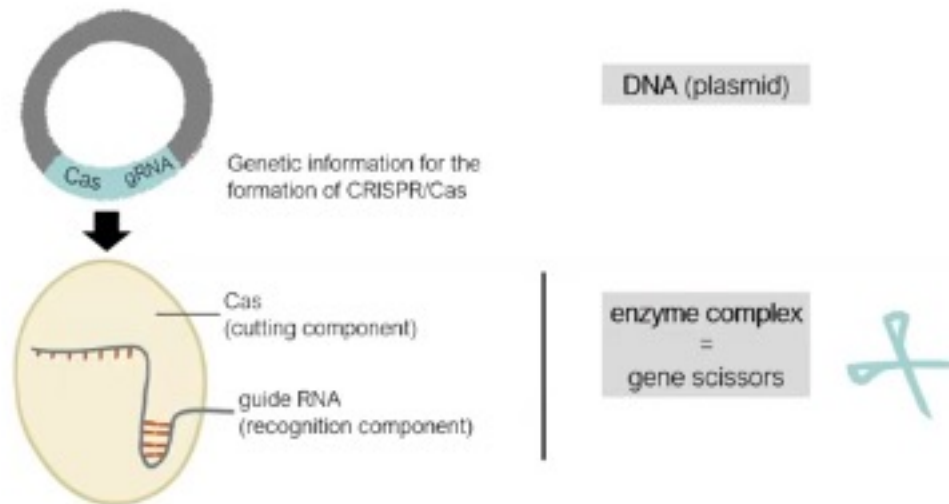 DNA (plasmid)
Cas gRNA
Genetic information for the
formation of CRISPR/Cas
Cas
(cutting component)
guide RNA
(recognition component)
enzyme complex
=
gene scissors